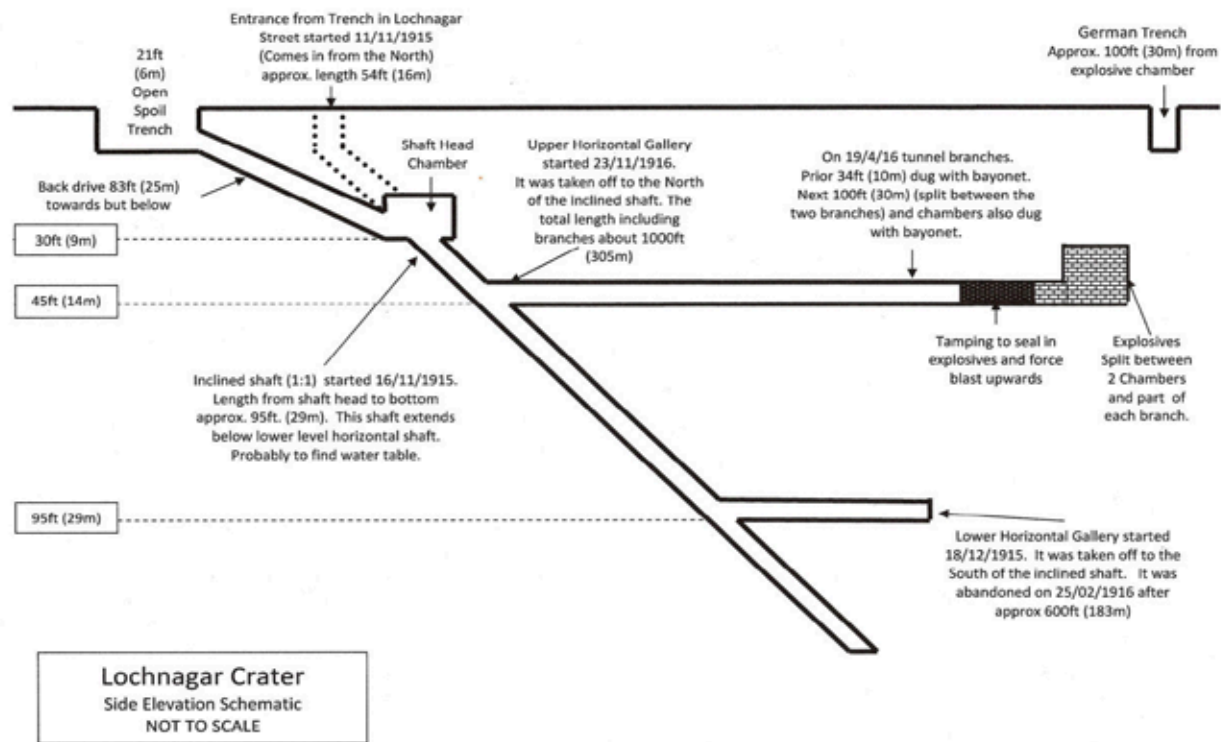 Entrance from Trench in Lochnagar
Street started 11/11/1915
(Comes in from the North)
approx. length 54ft (16m)
21ft
(6m)
Open
Spoil
Trench
German Trench
Approx. 100ft (30m) from
explosive chamber
Shaft Head
Chamber
Upper Horizontal Gallery
started 23/11/1916.
It was taken off to the North
of the Inclined shaft. The
total length including
branches about 1000ft
(305m)
On 19/4/16 tunnel branches.
Prior 34ft (10m) dug with bayonet.
Next 100ft (30m) (split between the
two branches) and chambers also dug
with bayonet.
Back drive 83ft (25m)
towards but below
30ft (9m)
45ft (14m)
Tamping to seal in
explosives and force
blast upwards
Explosives
Split between
2 Chambers
and part of
each branch.
Inclined shaft (1:1) started 16/11/1915.
Length from shaft head to bottom
approx. 95ft. (29m). This shaft extends
below lower level horizontal shaft.
Probably to find water table.
95ft (29m)
Lower Horizontal Gallery started
18/12/1915. It was taken off to the
South of the inclined shaft. It was
abandoned on 25/02/1916 after
approx 600ft (183m)
Lochnagar Crater
Side Elevation Schematic
NOT TO SCALE